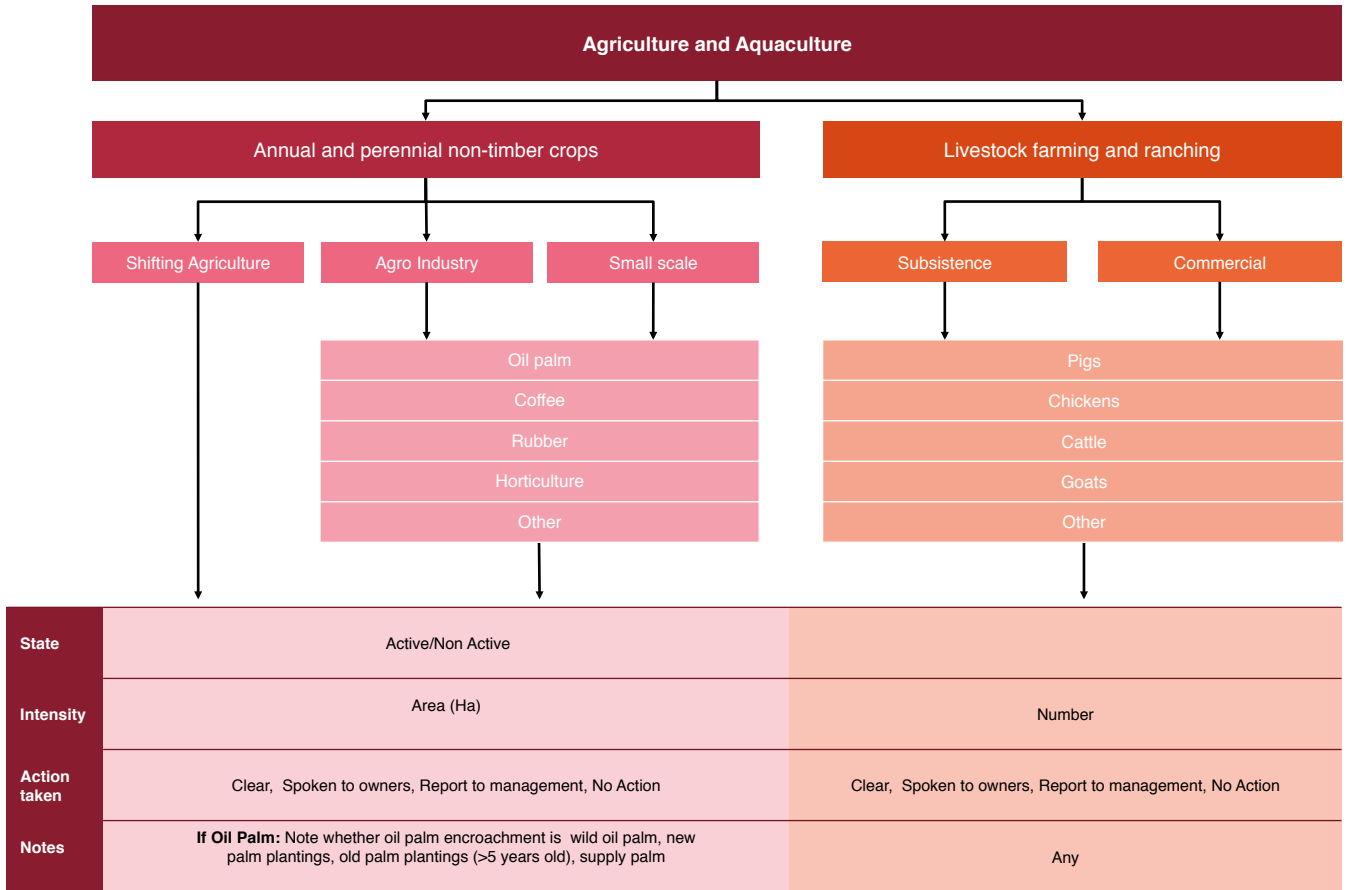 Agriculture and Aquaculture
Annual and perennial non-timber crops
Livestock farming and ranching
Shifting Agriculture
Agro Industry
Small scale
Subsistence
Commercial
Oil palm
Coffee
Rubber
Horticulture
Other
Pigs
Chickens
Cattle
Goats
Other
State
Active/Non Active
Intensity
Area (Ha)
Number
Action
taken
Clear,  Spoken to owners, Report to management, No Action
Clear,  Spoken to owners, Report to management, No Action
Notes
If Oil Palm: Note whether oil palm encroachment is  wild oil palm, new
palm plantings, old palm plantings (>5 years old), supply palm
Any